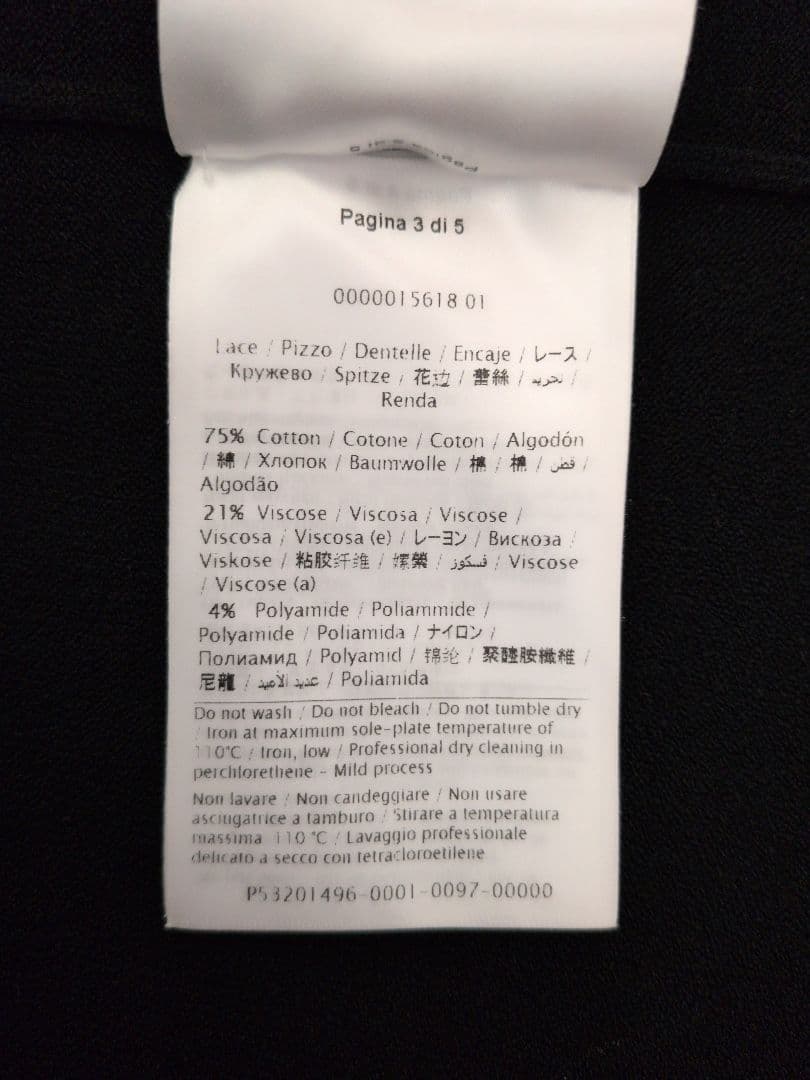 Pagina 3 di 5
0000015618 01
Lace / Pizzo / Dentelle / Encaje / レース /
Кружево / Spitze / 花边 / 蕾絲 / تخريد /
Renda
75% Cotton / Cotone / Coton / Algodón
/ 綿 / Хлопок / Baumwolle / 棉 / 棉 / قطن /
Algodão
21% Viscose / Viscosa / Viscose /
Viscosa / Viscosa (e) / レーヨン / Вискоза /
Viskose / 粘胶纤维 / 嫘縈 / فسكوز / Viscose
/ Viscose (a)
4% Polyamide / Poliammide /
Polyamide / Poliamida / ナイロン /
Полиамид / Polyamid / 锦纶 / 聚醯胺纖維 /
尼龍 / عديد الأميد / Poliamida
Do not wash / Do not bleach / Do not tumble dry
/ Iron at maximum sole-plate temperature of
110°C / Iron, low / Professional dry cleaning in
perchlorethene - Mild process
Non lavare / Non candeggiare / Non usare
asciugatrice a tamburo / Stirare a temperatura
massima 110 °C / Lavaggio professionale
delicato a secco con tetracloroetilene
P53201496-0001-0097-00000